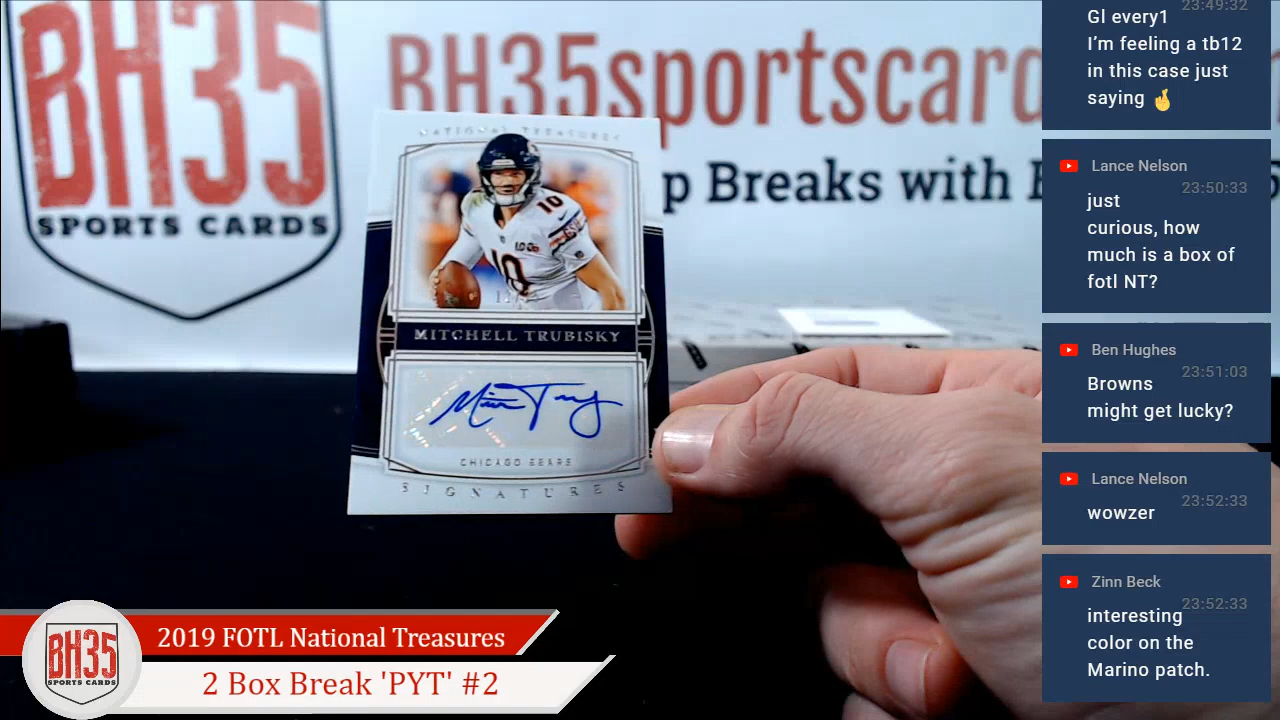 BH35
SPORTS CARDS
BH35sportscard
p Breaks with
NATIONAL TREASURES
10
10
MITCHELL TRUBISKY
CHICAGO BEARS
SIGNATURES
23:49:32
GI every1
I’m feeling a tb12
in this case just
saying 🤞
Lance Nelson
23:50:33
just
curious, how
much is a box of
fotl NT?
Ben Hughes
23:51:03
Browns
might get lucky?
Lance Nelson
23:52:33
wowzer
Zinn Beck
23:52:33
interesting
color on the
Marino patch.
BH35
SPORTS CARDS
2019 FOTL National Treasures
2 Box Break 'PYT' #2